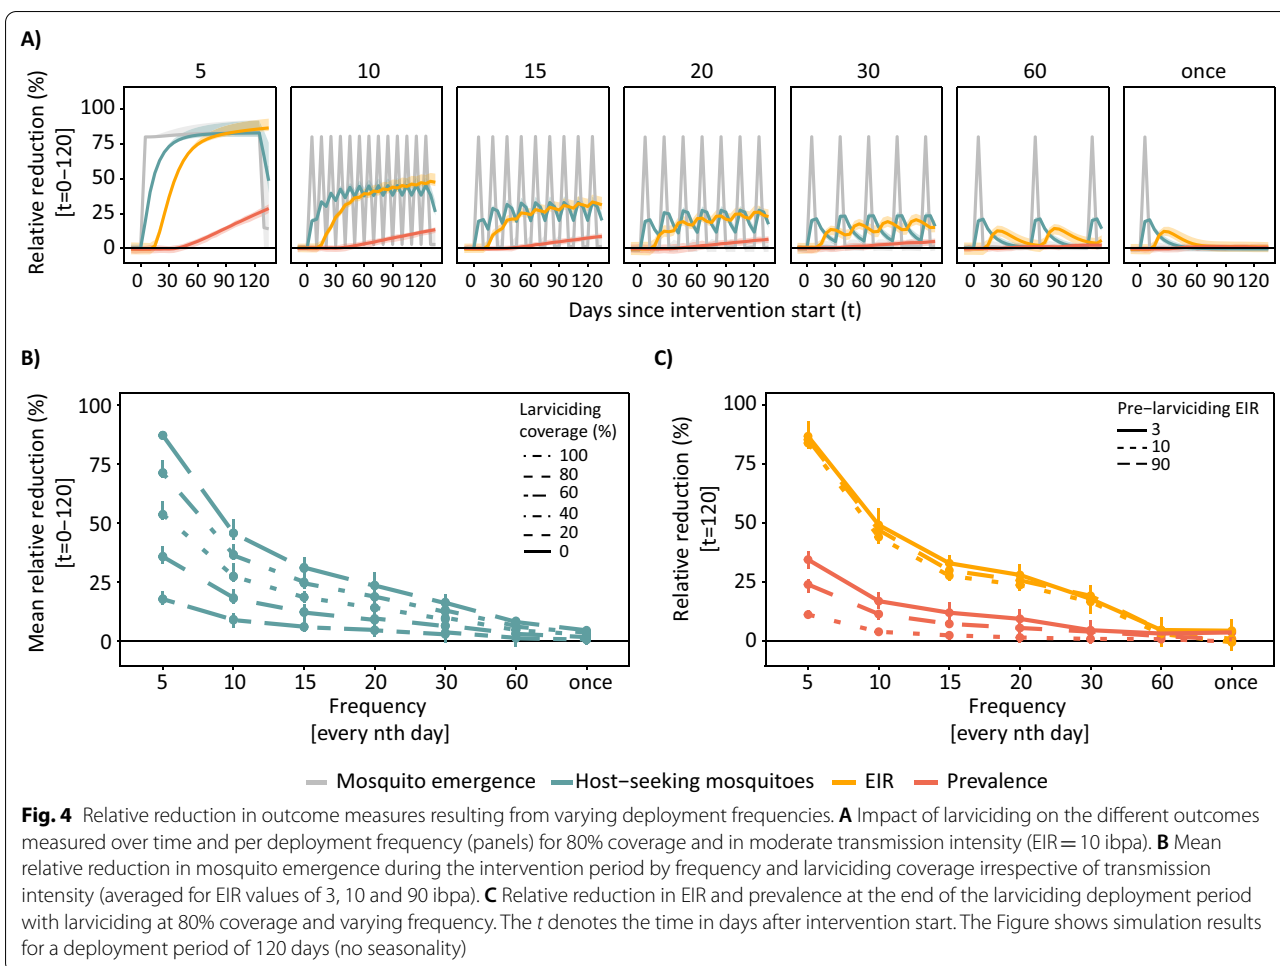 A)
5 10 15 20 30 60 once
Relative reduction (%)
[t=0−120]
100
75
50
25
0
0 30 60 90 120 0 30 60 90 120 0 30 60 90 120 0 30 60 90 120 0 30 60 90 120 0 30 60 90 120 0 30 60 90 120
Days since intervention start (t)
B)
Mean relative reduction (%)
[t=0−120]
100
75
50
25
0
Larviciding
coverage (%)
100
80
60
40
20
0
5 10 15 20 30 60 once
Frequency
[every nth day]
C)
Relative reduction (%)
[t=120]
100
75
50
25
0
Pre−larviciding EIR
3
10
90
5 10 15 20 30 60 once
Frequency
[every nth day]
Mosquito emergence Host−seeking mosquitoes EIR Prevalence
Fig. 4 Relative reduction in outcome measures resulting from varying deployment frequencies. A Impact of larviciding on the different outcomes
measured over time and per deployment frequency (panels) for 80% coverage and in moderate transmission intensity (EIR = 10 ibpa). B Mean
relative reduction in mosquito emergence during the intervention period by frequency and larviciding coverage irrespective of transmission
intensity (averaged for EIR values of 3, 10 and 90 ibpa). C Relative reduction in EIR and prevalence at the end of the larviciding deployment period
with larviciding at 80% coverage and varying frequency. The t denotes the time in days after intervention start. The Figure shows simulation results
for a deployment period of 120 days (no seasonality)